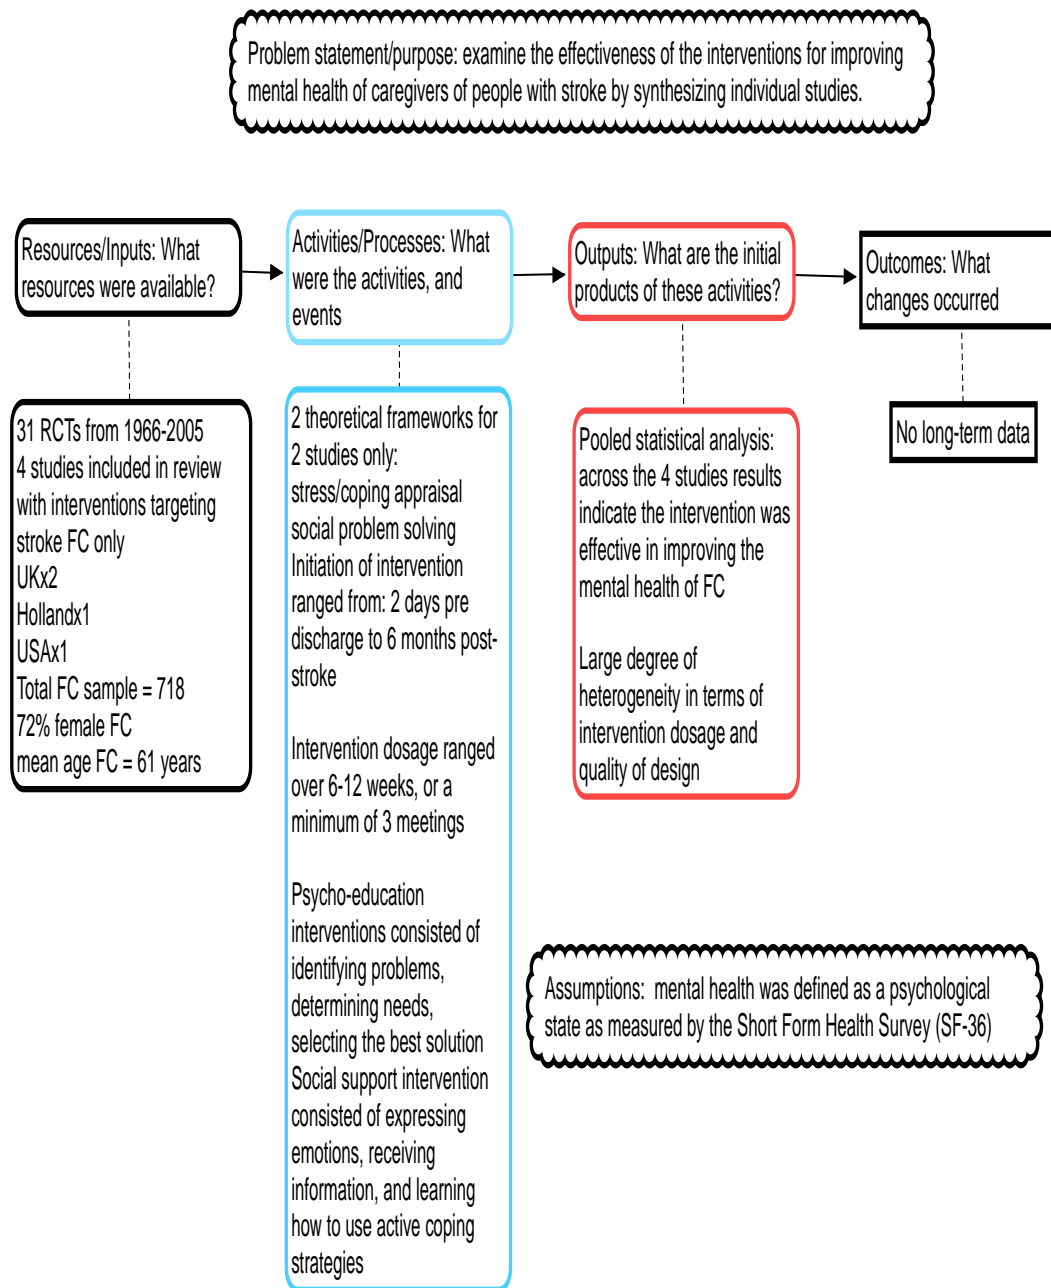 Problem statement/purpose: examine the effectiveness of the interventions for improving
mental health of caregivers of people with stroke by synthesizing individual studies.
Resources/Inputs: What
resources were available?
Activities/Processes: What
were the activities, and
events
Outputs: What are the initial
products of these activities?
Outcomes: What
changes occurred
31 RCTs from 1966-2005
4 studies included in review
with interventions targeting
stroke FC only
UKx2
Hollandx1
USAx1
Total FC sample = 718
72% female FC
mean age FC = 61 years
2 theoretical frameworks for
2 studies only:
stress/coping appraisal
social problem solving
Initiation of intervention
ranged from: 2 days pre
discharge to 6 months post-
stroke
Intervention dosage ranged
over 6-12 weeks, or a
minimum of 3 meetings
Psycho-education
interventions consisted of
identifying problems,
determining needs,
selecting the best solution
Social support intervention
consisted of expressing
emotions, receiving
information, and learning
how to use active coping
strategies
Pooled statistical analysis:
across the 4 studies results
indicate the intervention was
effective in improving the
mental health of FC
Large degree of
heterogeneity in terms of
intervention dosage and
quality of design
No long-term data
Assumptions:  mental health was defined as a psychological
state as measured by the Short Form Health Survey (SF-36)